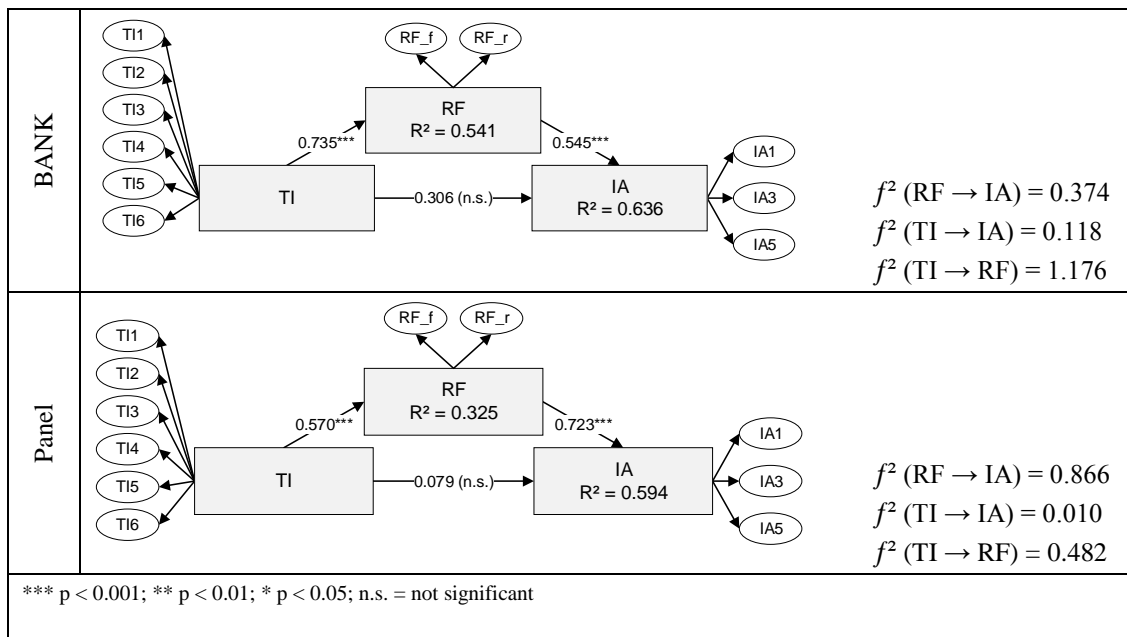 BANK
TI1
TI2
TI3
TI4
TI5
TI6
RF_f
RF_r
RF
R² = 0.541
0.735***
0.545***
TI
0.306 (n.s.)
IA
R² = 0.636
IA1
IA3
IA5
f² (RF → IA) = 0.374
f² (TI → IA) = 0.118
f² (TI → RF) = 1.176
Panel
TI1
TI2
TI3
TI4
TI5
TI6
RF_f
RF_r
RF
R² = 0.325
0.570***
0.723***
TI
0.079 (n.s.)
IA
R² = 0.594
IA1
IA3
IA5
f² (RF → IA) = 0.866
f² (TI → IA) = 0.010
f² (TI → RF) = 0.482
*** p < 0.001; ** p < 0.01; * p < 0.05; n.s. = not significant